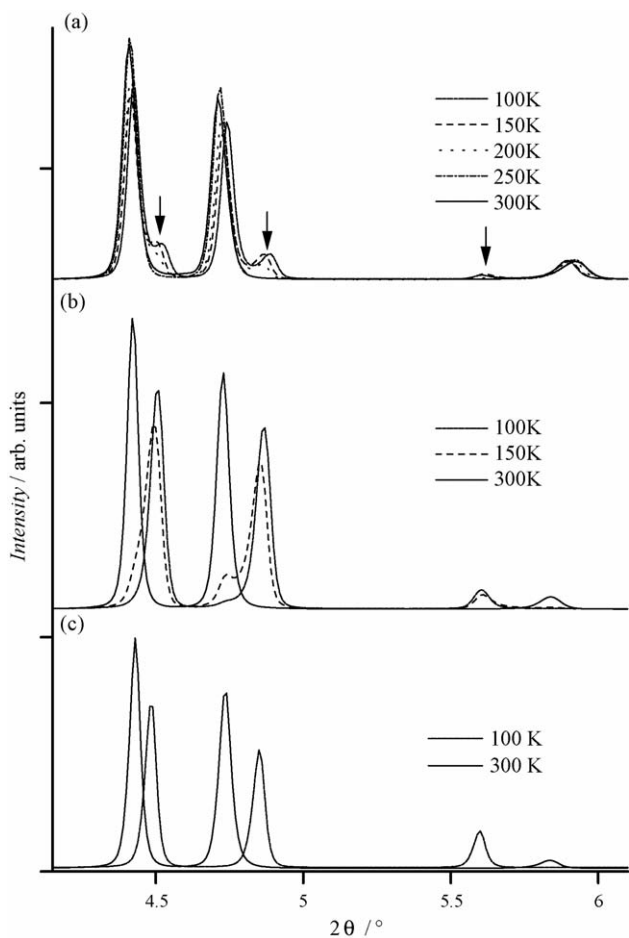 (a)
100K
150K
200K
250K
300K
(b)
100K
150K
300K
(c)
100 K
300 K
Intensity / arb. units
4.5 5 5.5 6
2θ / °